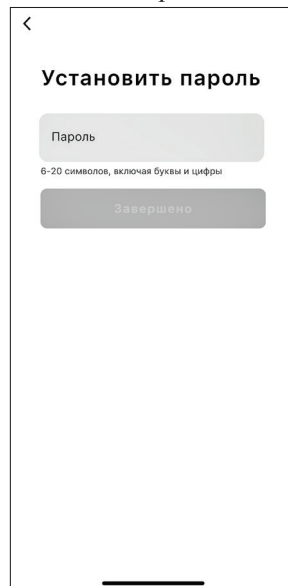 Установить пароль
Пароль
6-20 символов, включая буквы и цифры
Завершено